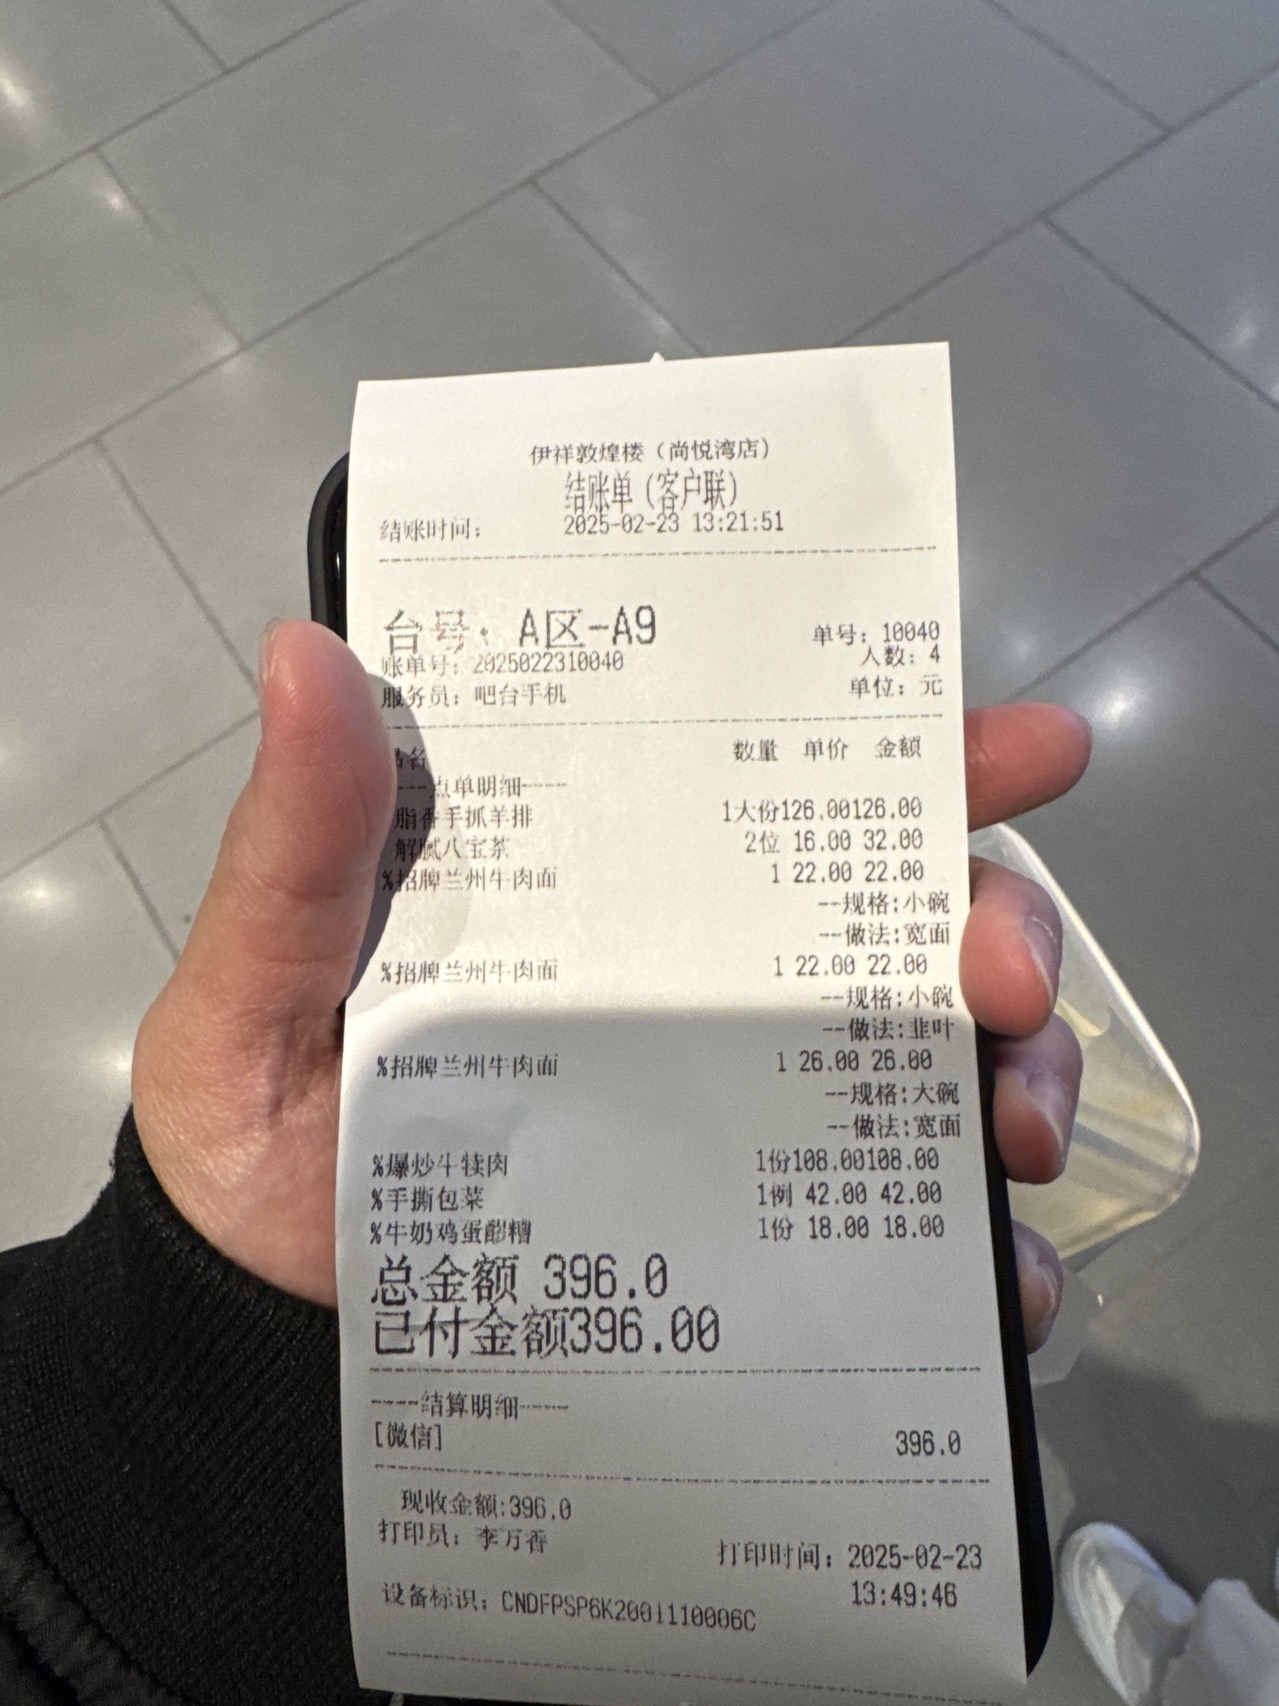 伊祥敦煌楼（尚悦湾店）
结账单（客户联）
结账时间： 2025-02-23 13:21:51
台号：A区-A9 单号：10040
账单号：2025022310040 人数：4
服务员：吧台手机 单位：元
品名 数量 单价 金额
----点单明细----
脂香手抓羊排 1大份126.00126.00
解腻八宝茶 2位 16.00 32.00
%招牌兰州牛肉面 1 22.00 22.00
--规格:小碗
--做法:宽面
%招牌兰州牛肉面 1 22.00 22.00
--规格:小碗
--做法:韭叶
%招牌兰州牛肉面 1 26.00 26.00
--规格:大碗
--做法:宽面
%爆炒牛犊肉 1份108.00108.00
%手撕包菜 1例 42.00 42.00
%牛奶鸡蛋醪糟 1份 18.00 18.00
总金额 396.0
已付金额396.00
----结算明细----
[微信] 396.0
现收金额:396.0
打印员：李万香 打印时间：2025-02-23
13:49:46
设备标识：CNDFPSP6K2001110006C